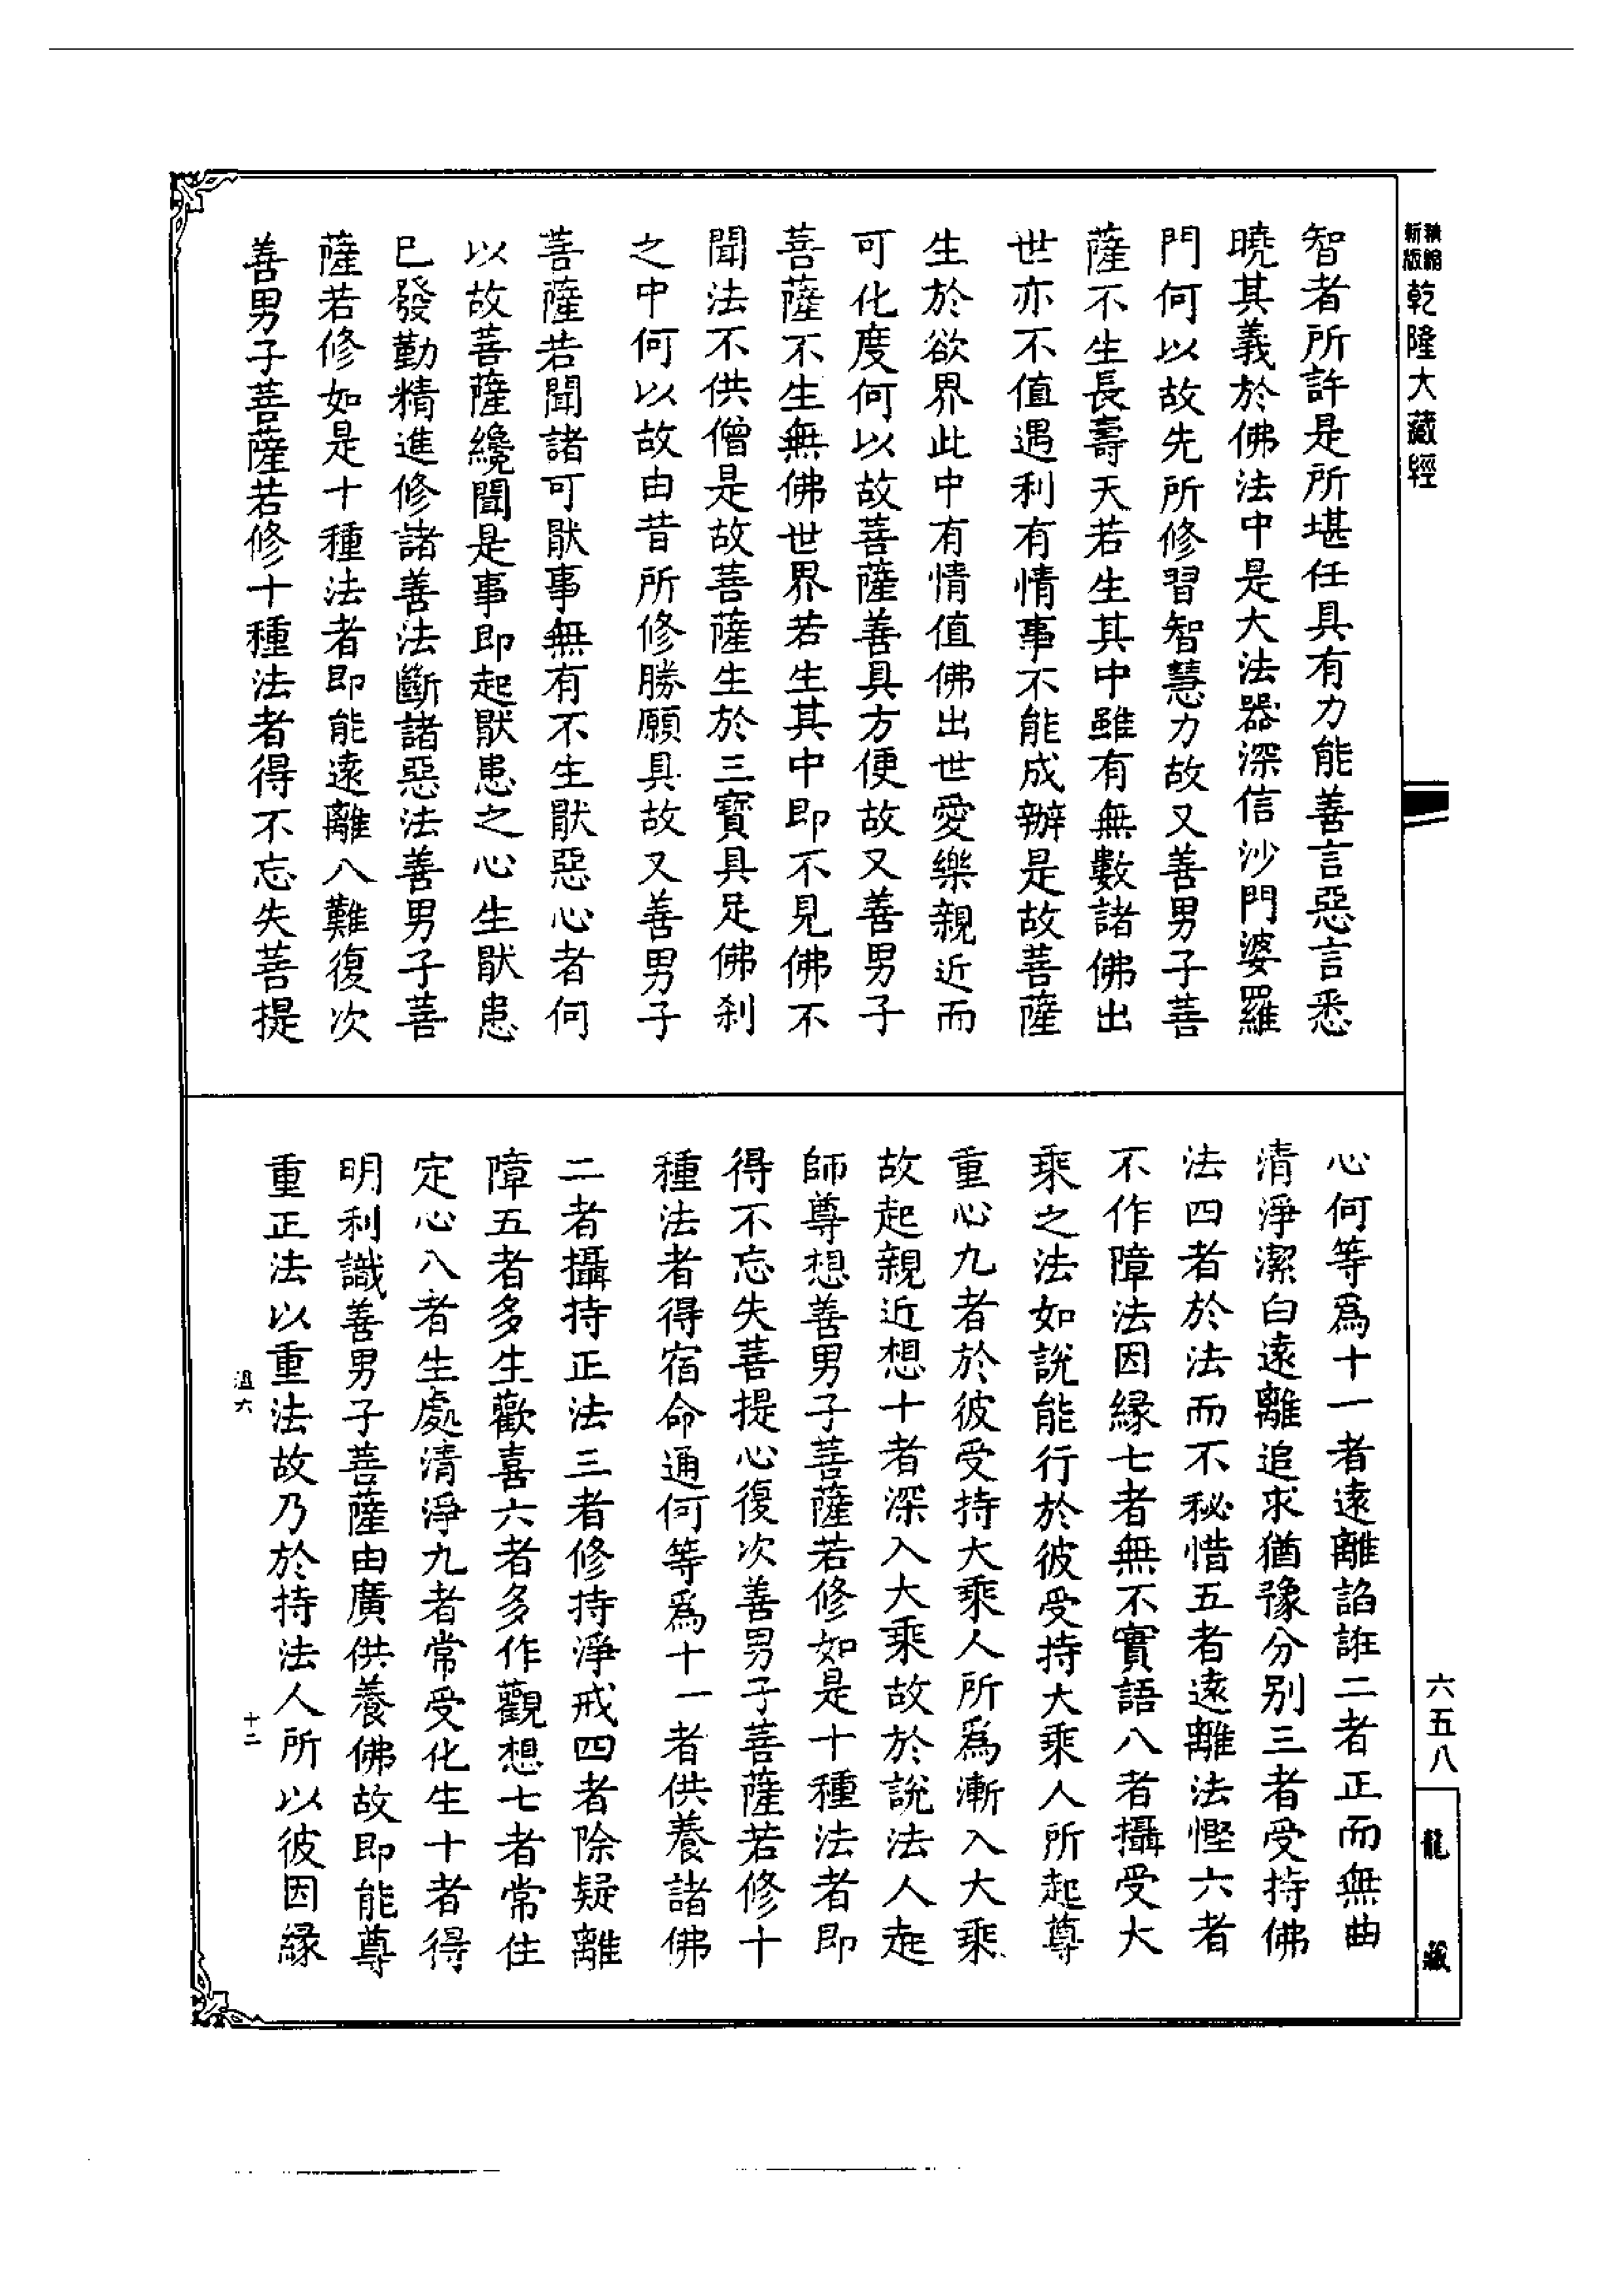 新版
精縮
乾隆大藏經
智者所許是所堪任具有力能善言惡言悉
曉其義於佛法中是大法器深信沙門婆羅
門何以故先所修習智慧力故又善男子善
薩不生長壽天若生其中雖有無數諸佛出
世亦不值遇利有情事不能成辦是故菩薩
生於欲界此中有情值佛出世愛樂親近而
可化度何以故菩薩善具方便故又善男子
菩薩不生無佛世界若生其中即不見佛不
聞法不供僧是故菩薩生於三寶具足佛刹
之中何以故由昔所修勝願具故又善男子
菩薩若聞諸可猒事無有不生猒惡心者何
以故菩薩纔聞是事即起猒患之心生猒患
已發勤精進修諸善法斷諸惡法善男子菩
薩若修如是十種法者即能遠離八難復次
善男子菩薩若修十種法者得不忘失菩提
心何等爲十一者遠離諂誑二者正而無曲
清淨潔白遠離追求猶豫分别三者受持佛
法四者於法而不秘惜五者遠離法慳六者
不作障法因緣七者無不實語八者攝受大
乘之法如說能行於彼受持大乘人所起尊
重心九者於彼受持大乘人所爲漸入大乘
故起親近想十者深入大乘故於說法人起
師尊想善男子菩薩若修如是十種法者即
得不忘失菩提心復次善男子菩薩若修十
種法者得宿命通何等爲十一者供養諸佛
二者攝持正法三者修持淨戒四者除疑離
障五者多生歡喜六者多作觀想七者常住
定心八者生處清淨九者常受化生十者得
明利識善男子菩薩由廣供養佛故即能尊
重正法以重法故乃於持法人所以彼因緣
六 十二
六五八
龍藏